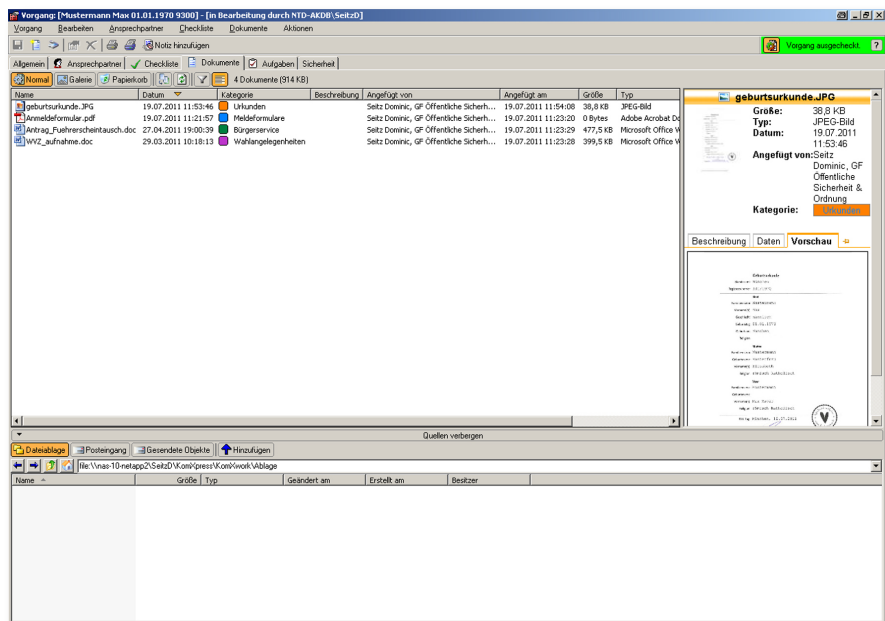 Vorgang: [Mustermann Max 01.01.1970 9300] - [in Bearbeitung durch NTD-AKDB\SeitzD]
Vorgang Bearbeiten Ansprechpartner Checkliste Dokumente Aktionen
Notiz hinzufügen Vorgang ausgecheckt. ?
Allgemein Ansprechpartner Checkliste Dokumente Aufgaben Sicherheit
Normal Galerie Papierkorb 4 Dokumente (914 KB)
Name Datum Kategorie Beschreibung Angefügt von Angefügt am Größe Typ
geburtsurkunde.JPG 19.07.2011 11:53:46 Urkunden Seitz Dominic, GF Öffentliche Sicherh... 19.07.2011 11:54:08 38,8 KB JPEG-Bild
Anmeldeformular.pdf 19.07.2011 11:21:57 Meldeformulare Seitz Dominic, GF Öffentliche Sicherh... 19.07.2011 11:23:20 0 Bytes Adobe Acrobat Do
Antrag_Fuehrerscheintausch.doc 27.04.2011 19:00:39 Bürgerservice Seitz Dominic, GF Öffentliche Sicherh... 19.07.2011 11:23:29 477,5 KB Microsoft Office W
WVZ_aufnahme.doc 29.03.2011 10:18:13 Wahlangelegenheiten Seitz Dominic, GF Öffentliche Sicherh... 19.07.2011 11:23:28 399,5 KB Microsoft Office W
geburtsurkunde.JPG
Größe: 38,8 KB
Typ: JPEG-Bild
Datum: 19.07.2011
11:53:46
Angefügt von: Seitz
Dominic, GF
Öffentliche
Sicherheit &
Ordnung
Kategorie: Urkunden
Beschreibung Daten Vorschau
Geburtsurkunde
Quellen verbergen
Dateiablage Posteingang Gesendete Objekte Hinzufügen
file:\\nas-10-netapp2\SeitzD\KomXpress\KomXwork\Ablage
Name Größe Typ Geändert am Erstellt am Besitzer